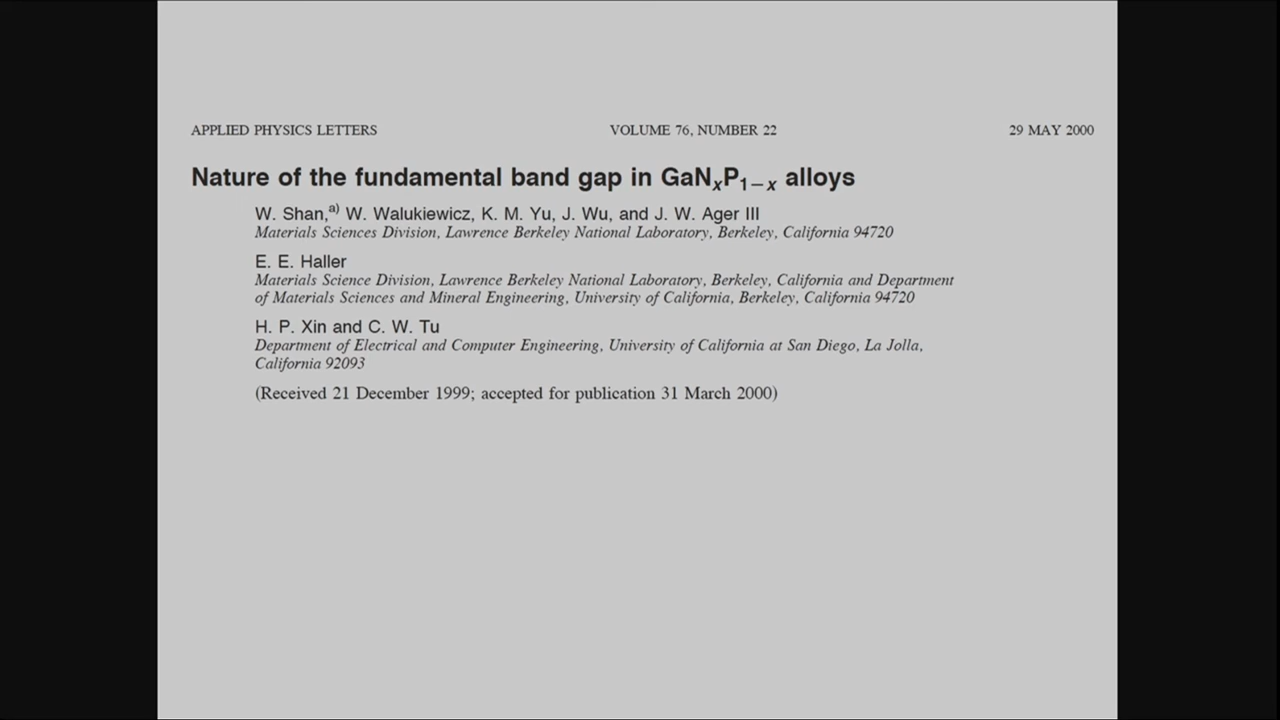 APPLIED PHYSICS LETTERS VOLUME 76, NUMBER 22 29 MAY 2000
Nature of the fundamental band gap in GaNₓP₁₋ₓ alloys
W. Shan,ᵃ⁾ W. Walukiewicz, K. M. Yu, J. Wu, and J. W. Ager III
Materials Sciences Division, Lawrence Berkeley National Laboratory, Berkeley, California 94720
E. E. Haller
Materials Science Division, Lawrence Berkeley National Laboratory, Berkeley, California and Department
of Materials Sciences and Mineral Engineering, University of California, Berkeley, California 94720
H. P. Xin and C. W. Tu
Department of Electrical and Computer Engineering, University of California at San Diego, La Jolla,
California 92093
(Received 21 December 1999; accepted for publication 31 March 2000)